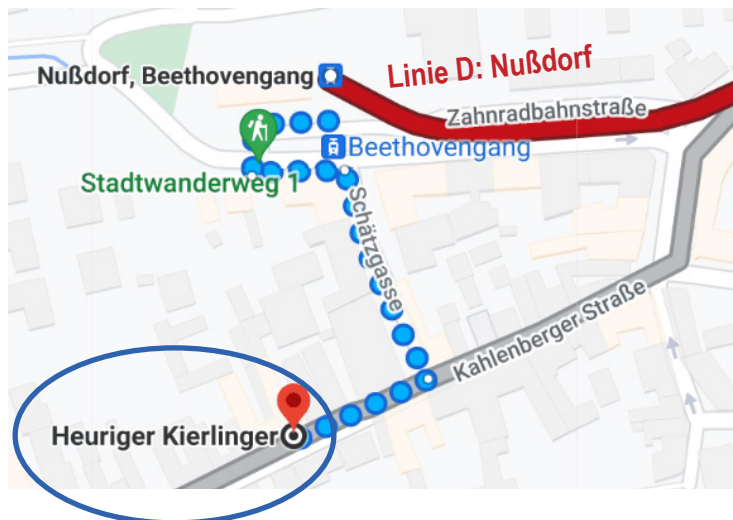 Linie D: Nußdorf
Nußdorf, Beethovengang
Zahnradbahnstraße
Beethovengang
Stadtwanderweg 1
Schätzgasse
Kahlenberger Straße
Heuriger Kierlinger